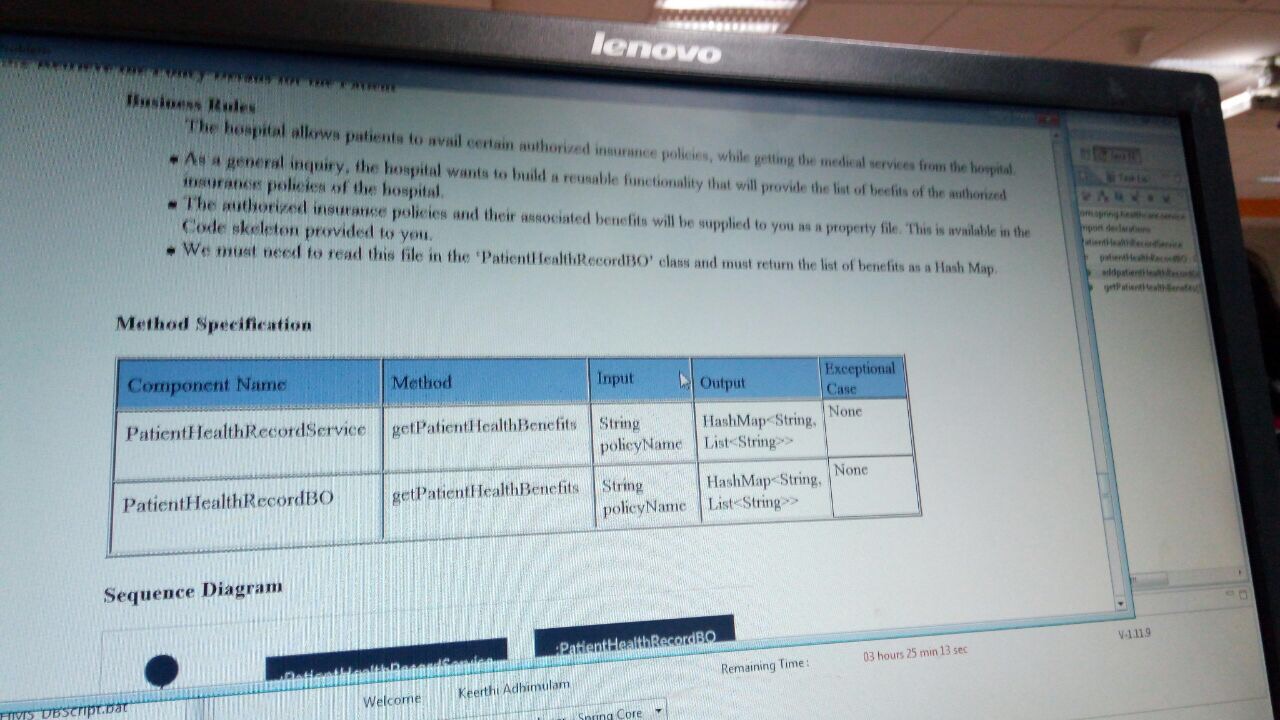 lenovo
Business Rules
The hospital allows patients to avail certain authorized insurance policies, while getting the medical services from the hospital.
• As a general inquiry, the hospital wants to build a reusable functionality that will provide the list of beefits of the authorized
insurance policies of the hospital.
• The authorized insurance policies and their associated benefits will be supplied to you as a property file. This is available in the
Code skeleton provided to you.
• We must need to read this file in the 'PatientHealthRecordBO' class and must return the list of benefits as a Hash Map.
Method Specification
Component Name Method Input Output Exceptional
Case
PatientHealthRecordService getPatientHealthBenefits String HashMap<String, None
policyName List<String>>
PatientHealthRecordBO getPatientHealthBenefits String HashMap<String, None
policyName List<String>>
Sequence Diagram
:PatientHealthRecordService :PatientHealthRecordBO
om.spring.healthcare.service
mport declarations
atientHealthRecordService
patientHealthRecordBO
addpatientHealthRecord
getPatientHealthBenefits(
Welcome Keerthi Adhimulam Remaining Time : 03 hours 25 min 13 sec V-1.11.9
HMS_DBScript.bat
Spring Core